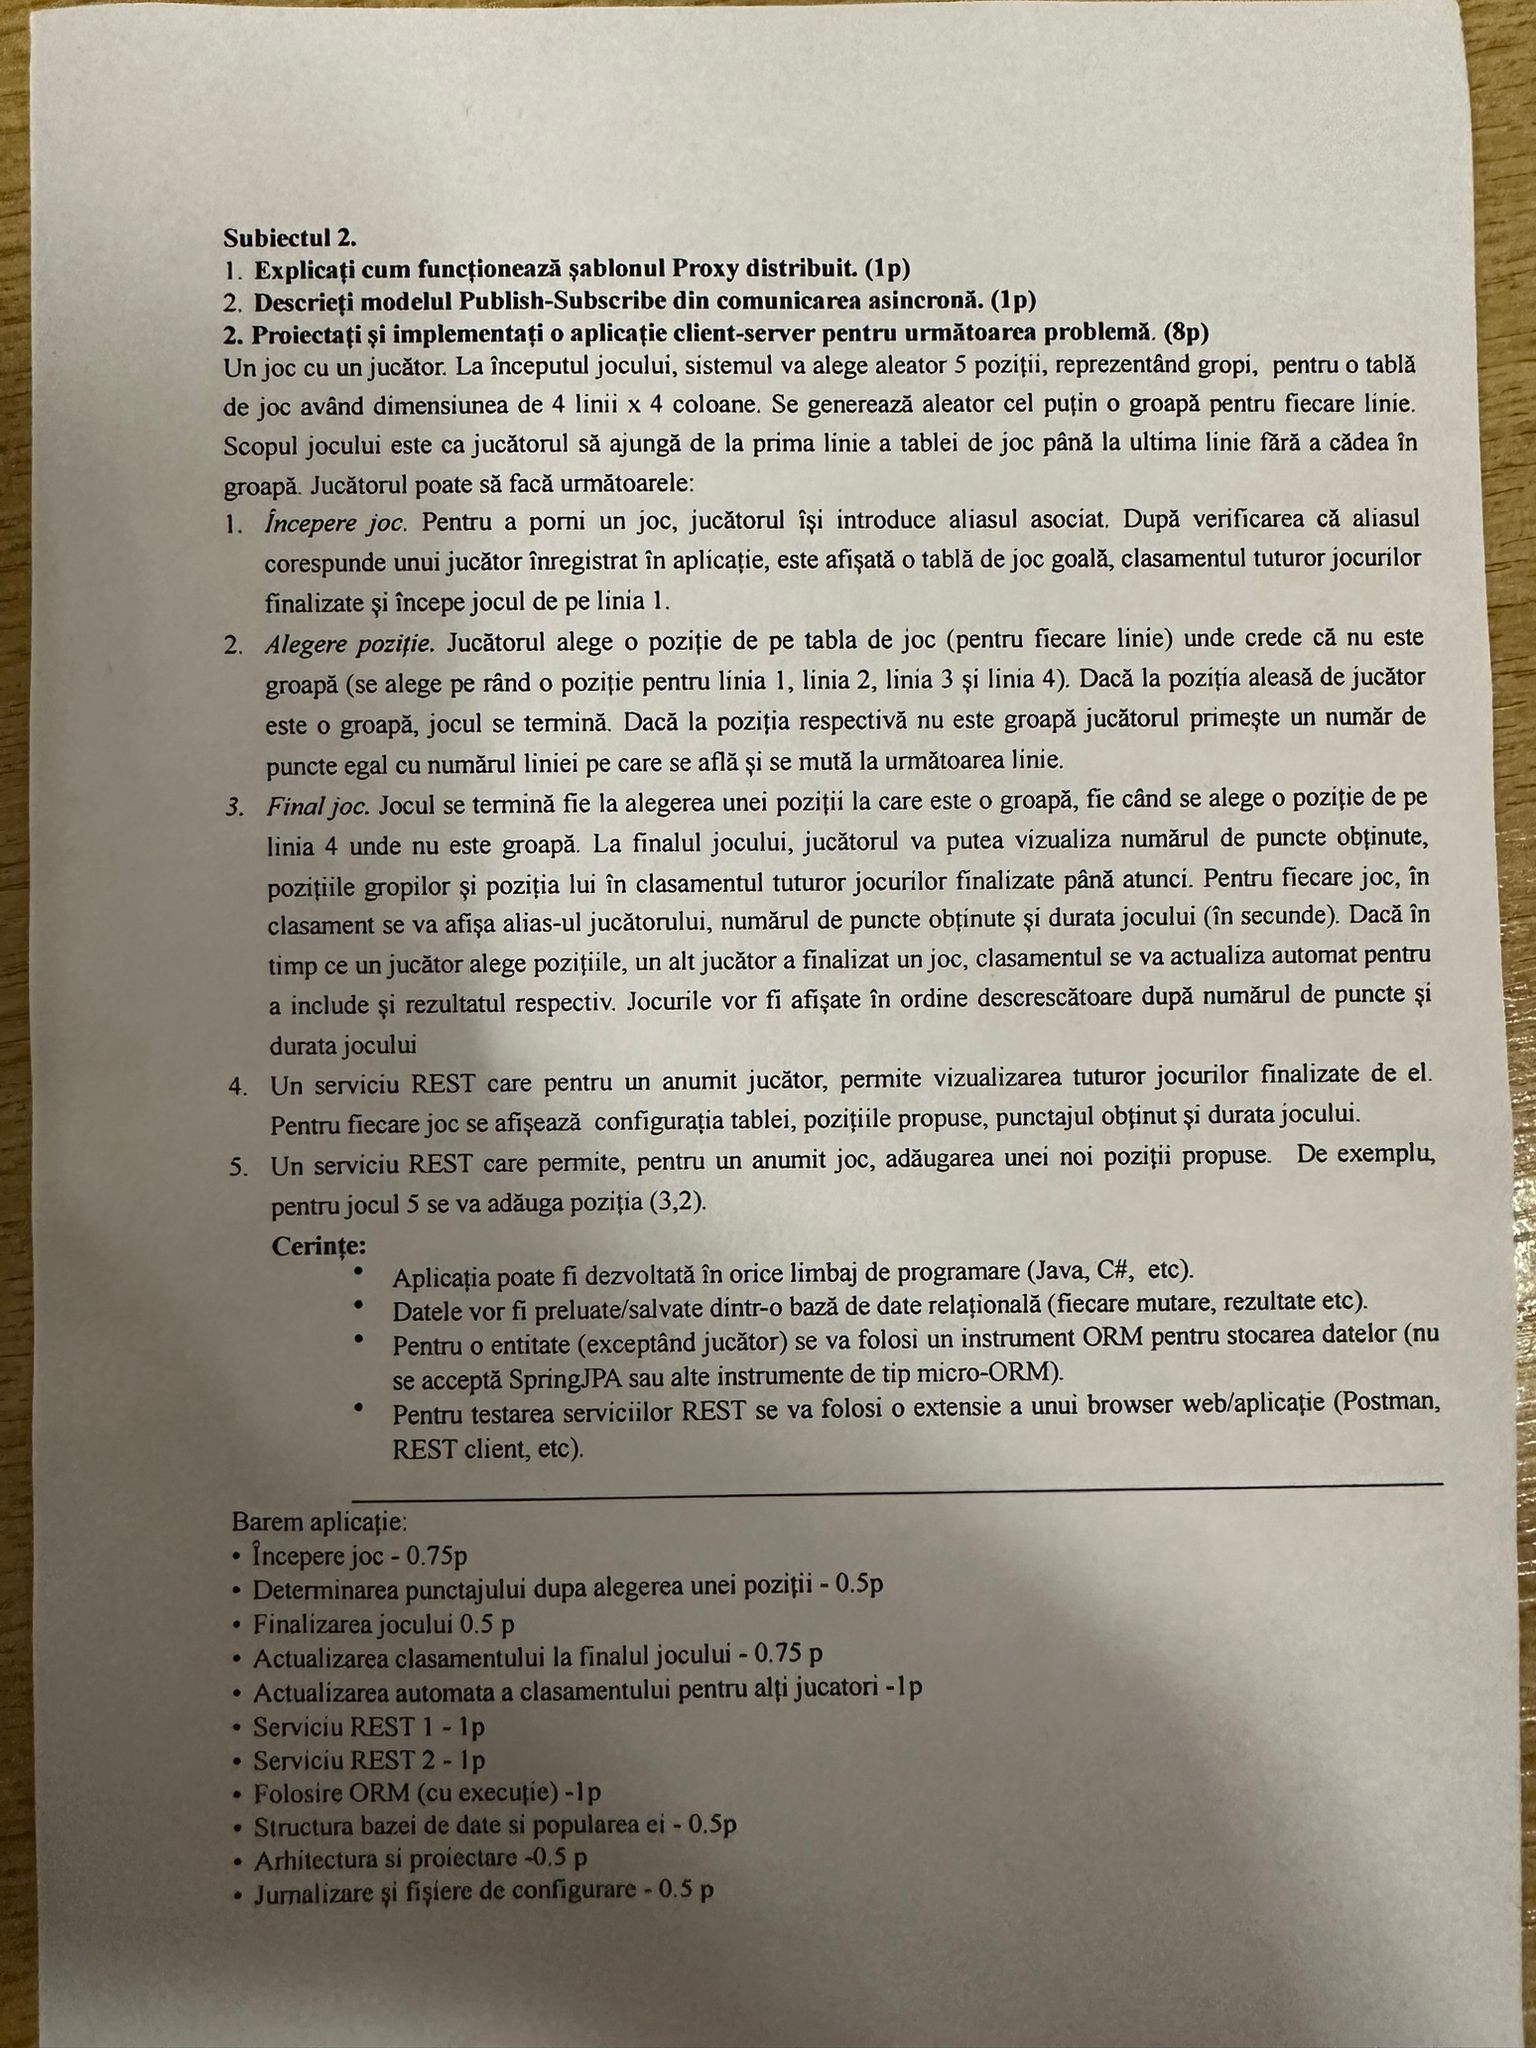 Subiectul 2.
1. Explicați cum funcționează șablonul Proxy distribuit. (1p)
2. Descrieți modelul Publish-Subscribe din comunicarea asincronă. (1p)
2. Proiectați și implementați o aplicație client-server pentru următoarea problemă. (8p)
Un joc cu un jucător. La începutul jocului, sistemul va alege aleator 5 poziții, reprezentând gropi, pentru o tablă
de joc având dimensiunea de 4 linii x 4 coloane. Se generează aleator cel puțin o groapă pentru fiecare linie.
Scopul jocului este ca jucătorul să ajungă de la prima linie a tablei de joc până la ultima linie fără a cădea în
groapă. Jucătorul poate să facă următoarele:
1. Începere joc. Pentru a porni un joc, jucătorul își introduce aliasul asociat. După verificarea că aliasul
corespunde unui jucător înregistrat în aplicație, este afișată o tablă de joc goală, clasamentul tuturor jocurilor
finalizate și începe jocul de pe linia 1.
2. Alegere poziție. Jucătorul alege o poziție de pe tabla de joc (pentru fiecare linie) unde crede că nu este
groapă (se alege pe rând o poziție pentru linia 1, linia 2, linia 3 și linia 4). Dacă la poziția aleasă de jucător
este o groapă, jocul se termină. Dacă la poziția respectivă nu este groapă jucătorul primește un număr de
puncte egal cu numărul liniei pe care se află și se mută la următoarea linie.
3. Final joc. Jocul se termină fie la alegerea unei poziții la care este o groapă, fie când se alege o poziție de pe
linia 4 unde nu este groapă. La finalul jocului, jucătorul va putea vizualiza numărul de puncte obținute,
pozițiile gropilor și poziția lui în clasamentul tuturor jocurilor finalizate până atunci. Pentru fiecare joc, în
clasament se va afișa alias-ul jucătorului, numărul de puncte obținute și durata jocului (în secunde). Dacă în
timp ce un jucător alege pozițiile, un alt jucător a finalizat un joc, clasamentul se va actualiza automat pentru
a include și rezultatul respectiv. Jocurile vor fi afișate în ordine descrescătoare după numărul de puncte și
durata jocului
4. Un serviciu REST care pentru un anumit jucător, permite vizualizarea tuturor jocurilor finalizate de el.
Pentru fiecare joc se afișează configurația tablei, pozițiile propuse, punctajul obținut și durata jocului.
5. Un serviciu REST care permite, pentru un anumit joc, adăugarea unei noi poziții propuse. De exemplu,
pentru jocul 5 se va adăuga poziția (3,2).
Cerințe:
• Aplicația poate fi dezvoltată în orice limbaj de programare (Java, C#, etc).
• Datele vor fi preluate/salvate dintr-o bază de date relațională (fiecare mutare, rezultate etc).
• Pentru o entitate (exceptând jucător) se va folosi un instrument ORM pentru stocarea datelor (nu
se acceptă SpringJPA sau alte instrumente de tip micro-ORM).
• Pentru testarea serviciilor REST se va folosi o extensie a unui browser web/aplicație (Postman,
REST client, etc).
Barem aplicație:
• Începere joc - 0.75p
• Determinarea punctajului dupa alegerea unei poziții - 0.5p
• Finalizarea jocului 0.5 p
• Actualizarea clasamentului la finalul jocului - 0.75 p
• Actualizarea automata a clasamentului pentru alți jucatori -1p
• Serviciu REST 1 - 1p
• Serviciu REST 2 - 1p
• Folosire ORM (cu execuție) -1p
• Structura bazei de date si popularea ei - 0.5p
• Arhitectura si proiectare -0.5 p
• Jurnalizare și fișiere de configurare - 0.5 p